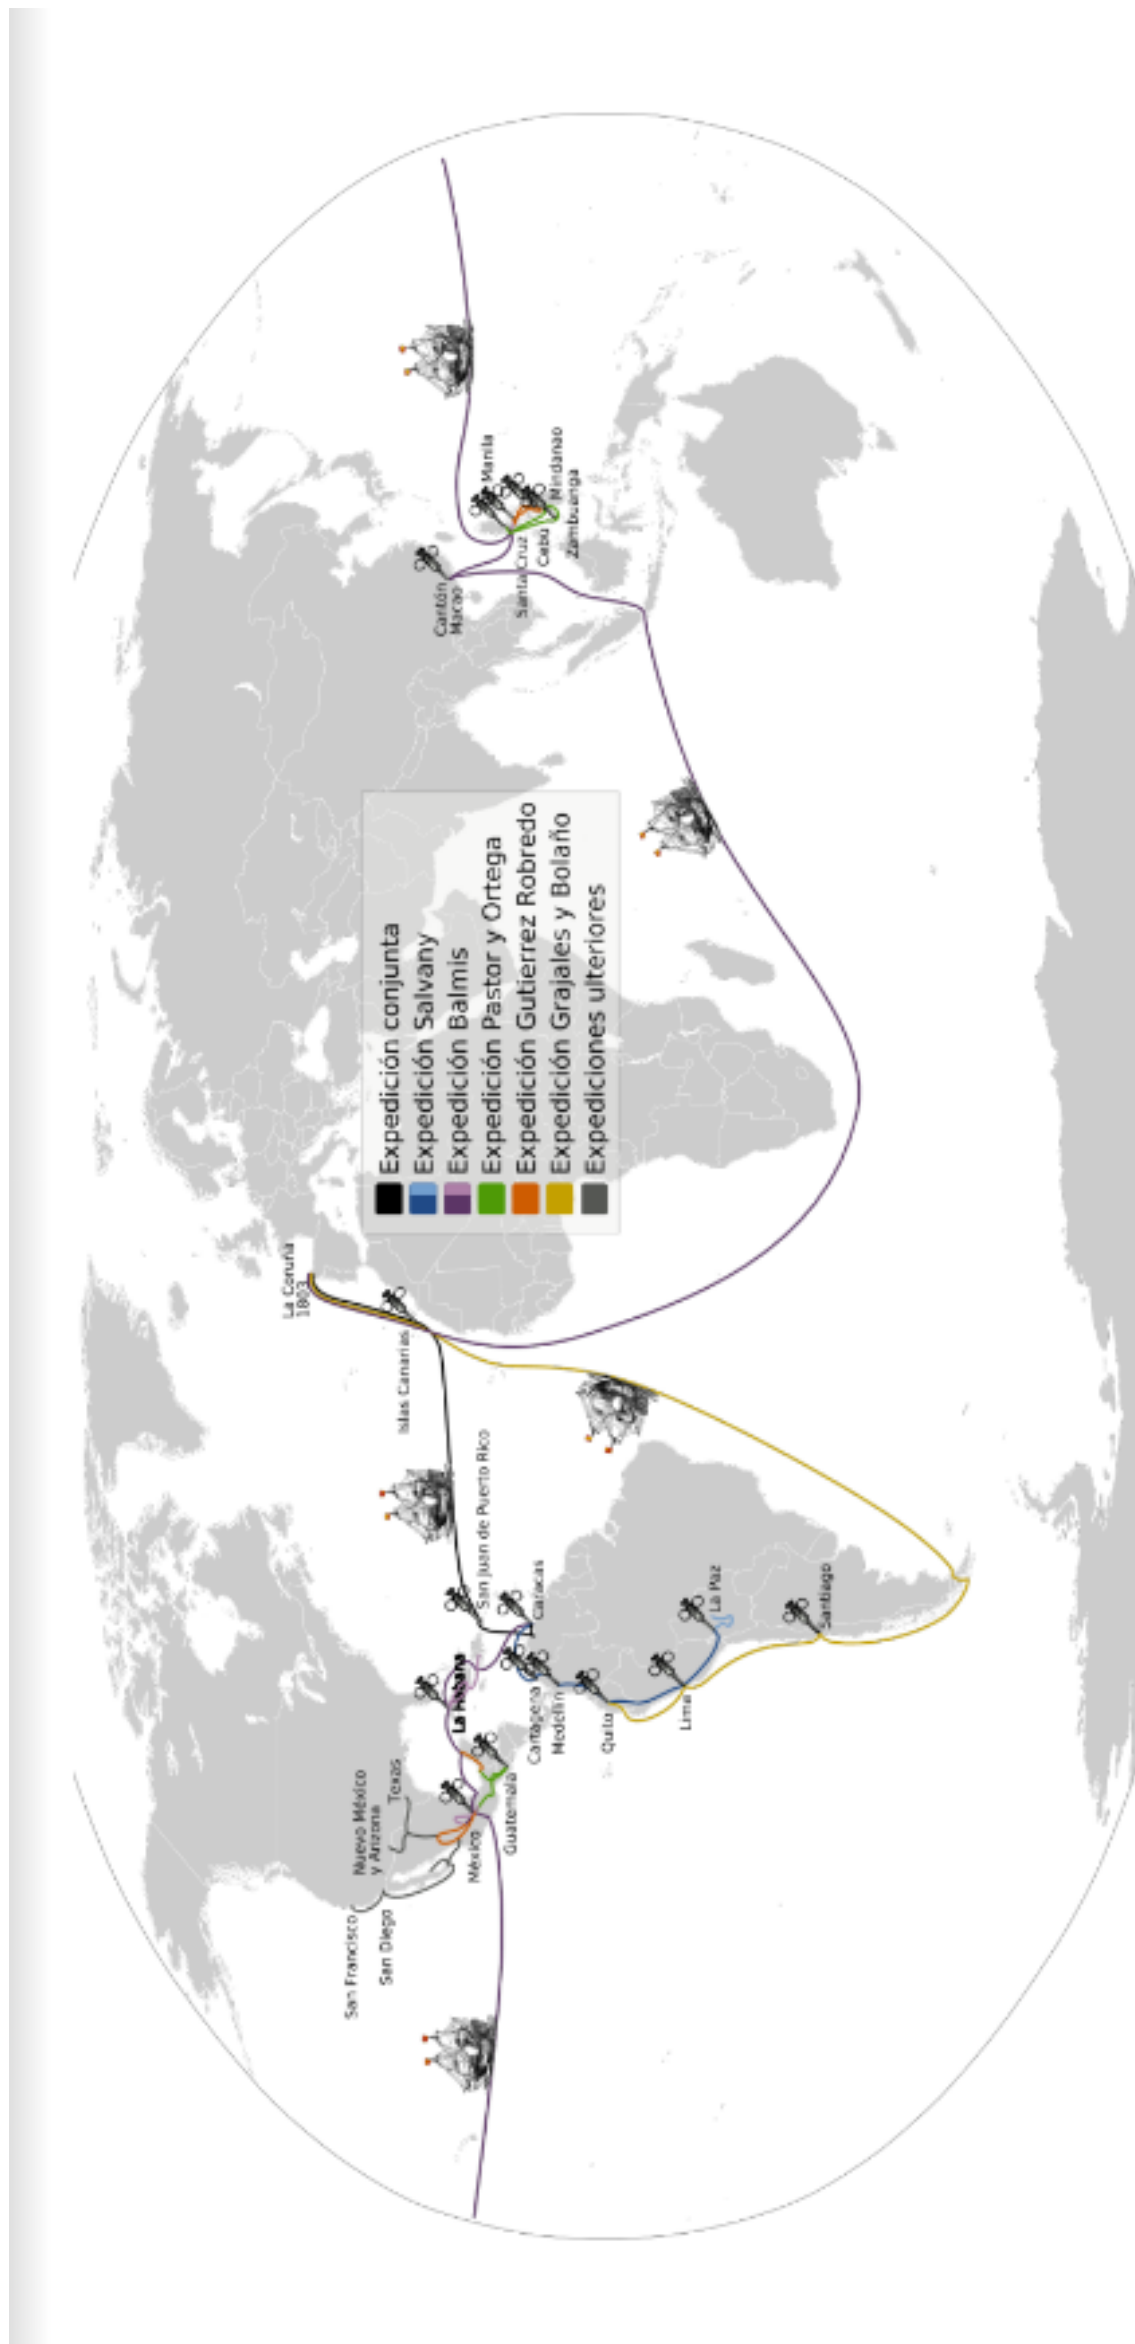 La Coruña
1803
Islas Canarias
San Juan de Puerto Rico
Caracas
La Habana
Cartagena
Medellín
Quito
Lima
La Paz
Santiago
México
Guatemala
Texas
Nuevo México
y Arizona
San Francisco
San Diego
Cantón
Macao
Manila
Santa Cruz
Cebú
Mindanao
Zambuanga
Expedición conjunta
Expedición Salvany
Expedición Balmis
Expedición Pastor y Ortega
Expedición Gutierrez Robredo
Expedición Grajales y Bolaño
Expediciones ulteriores